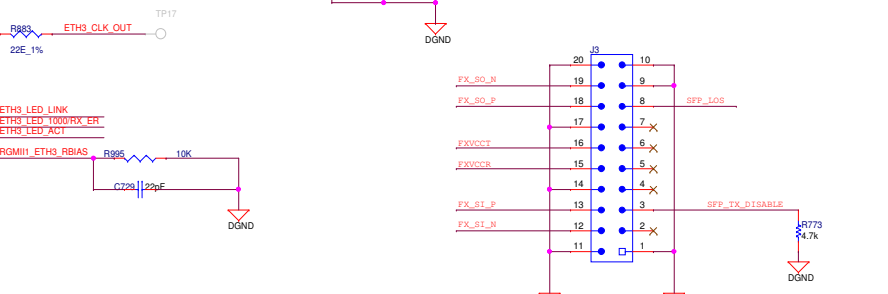 TP17
R883
ETH3_CLK_OUT
22E_1%
DGND
J3
20
10
FX_SO_N
19
9
FX_SO_P
18
8
SFP_LOS
ETH3_LED_LINK
ETH3_LED_1000/RX_ER
17
7
ETH3_LED_ACT
FXVCCT
16
6
RGMII1_ETH3_RBIAS
R995
10K
FXVCCR
15
5
C729
22pF
14
4
FX_SI_P
13
3
SFP_TX_DISABLE
DGND
FX_SI_N
12
2
R773
4.7k
11
1
DGND